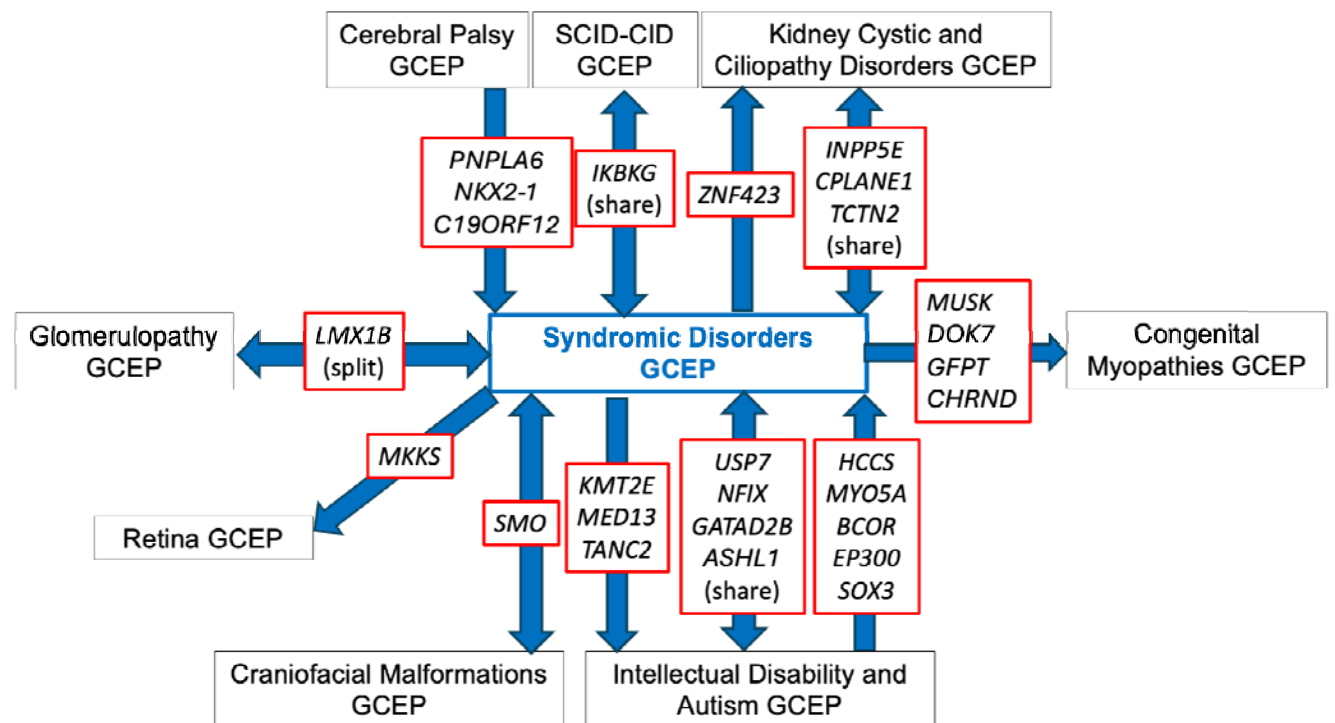 Cerebral Palsy
GCEP
SCID-CID
GCEP
Kidney Cystic and
Ciliopathy Disorders GCEP
PNPLA6
NKX2-1
C19ORF12
IKBKG
(share)
ZNF423
INPP5E
CPLANE1
TCTN2
(share)
Glomerulopathy
GCEP
LMX1B
(split)
Syndromic Disorders
GCEP
MUSK
DOK7
GFPT
CHRND
Congenital
Myopathies GCEP
MKKS
Retina GCEP
SMO
KMT2E
MED13
TANC2
USP7
NFIX
GATAD2B
ASHL1
(share)
HCCS
MYO5A
BCOR
EP300
SOX3
Craniofacial Malformations
GCEP
Intellectual Disability and
Autism GCEP